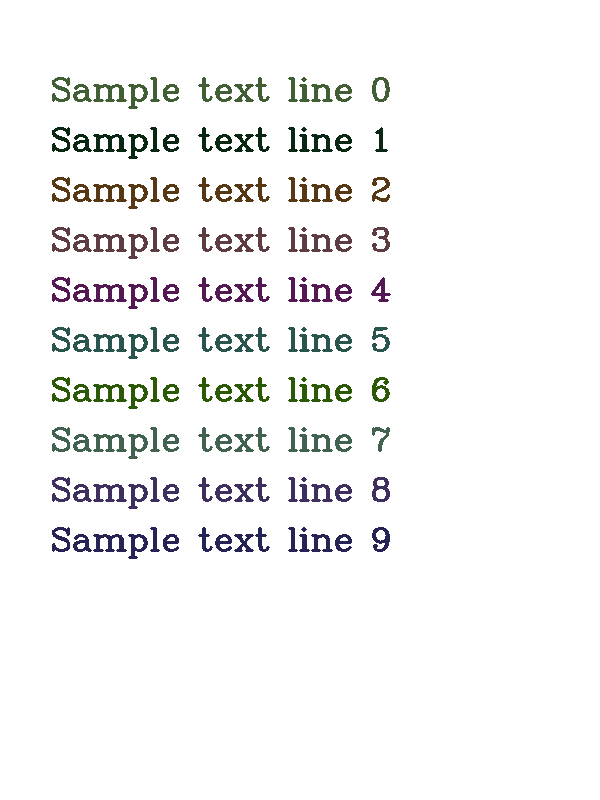 Sample text line 0
Sample text line 1
Sample text line 2
Sample text line 3
Sample text line 4
Sample text line 5
Sample text line 6
Sample text line 7
Sample text line 8
Sample text line 9